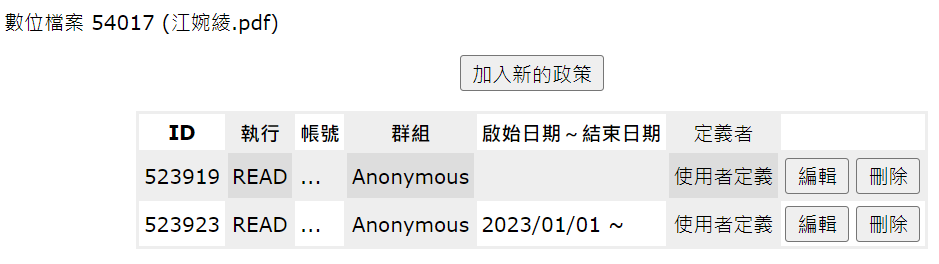 數位檔案 54017 (江婉綾.pdf)
加入新的政策
ID 執行 帳號 群組 啟始日期 ~ 結束日期 定義者
523919 READ ... Anonymous 使用者定義 編輯 刪除
523923 READ ... Anonymous 2023/01/01 ~ 使用者定義 編輯 刪除